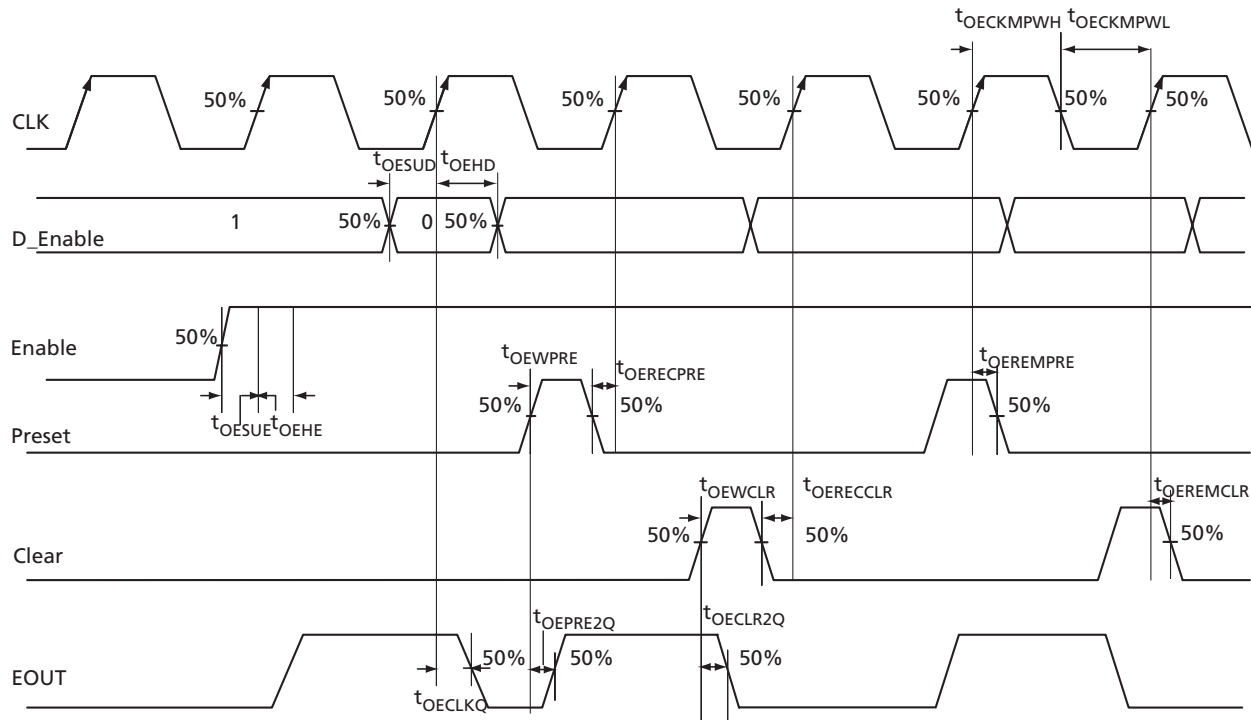 tOECKMPWH tOECKMPWL
CLK
50% 50% 50% 50% 50% 50% 50%
tOESUD tOEHD
D_Enable
1 50% 0 50%
Enable
50%
tOESUE tOEHE
tOEWPRE tOERECPRE tOEREMPRE
Preset
50% 50% 50%
tOEWCLR tOERECCLR tOEREMCLR
Clear
50% 50% 50%
tOEPRE2Q tOECLR2Q
EOUT
50% 50% 50%
tOECLKQ